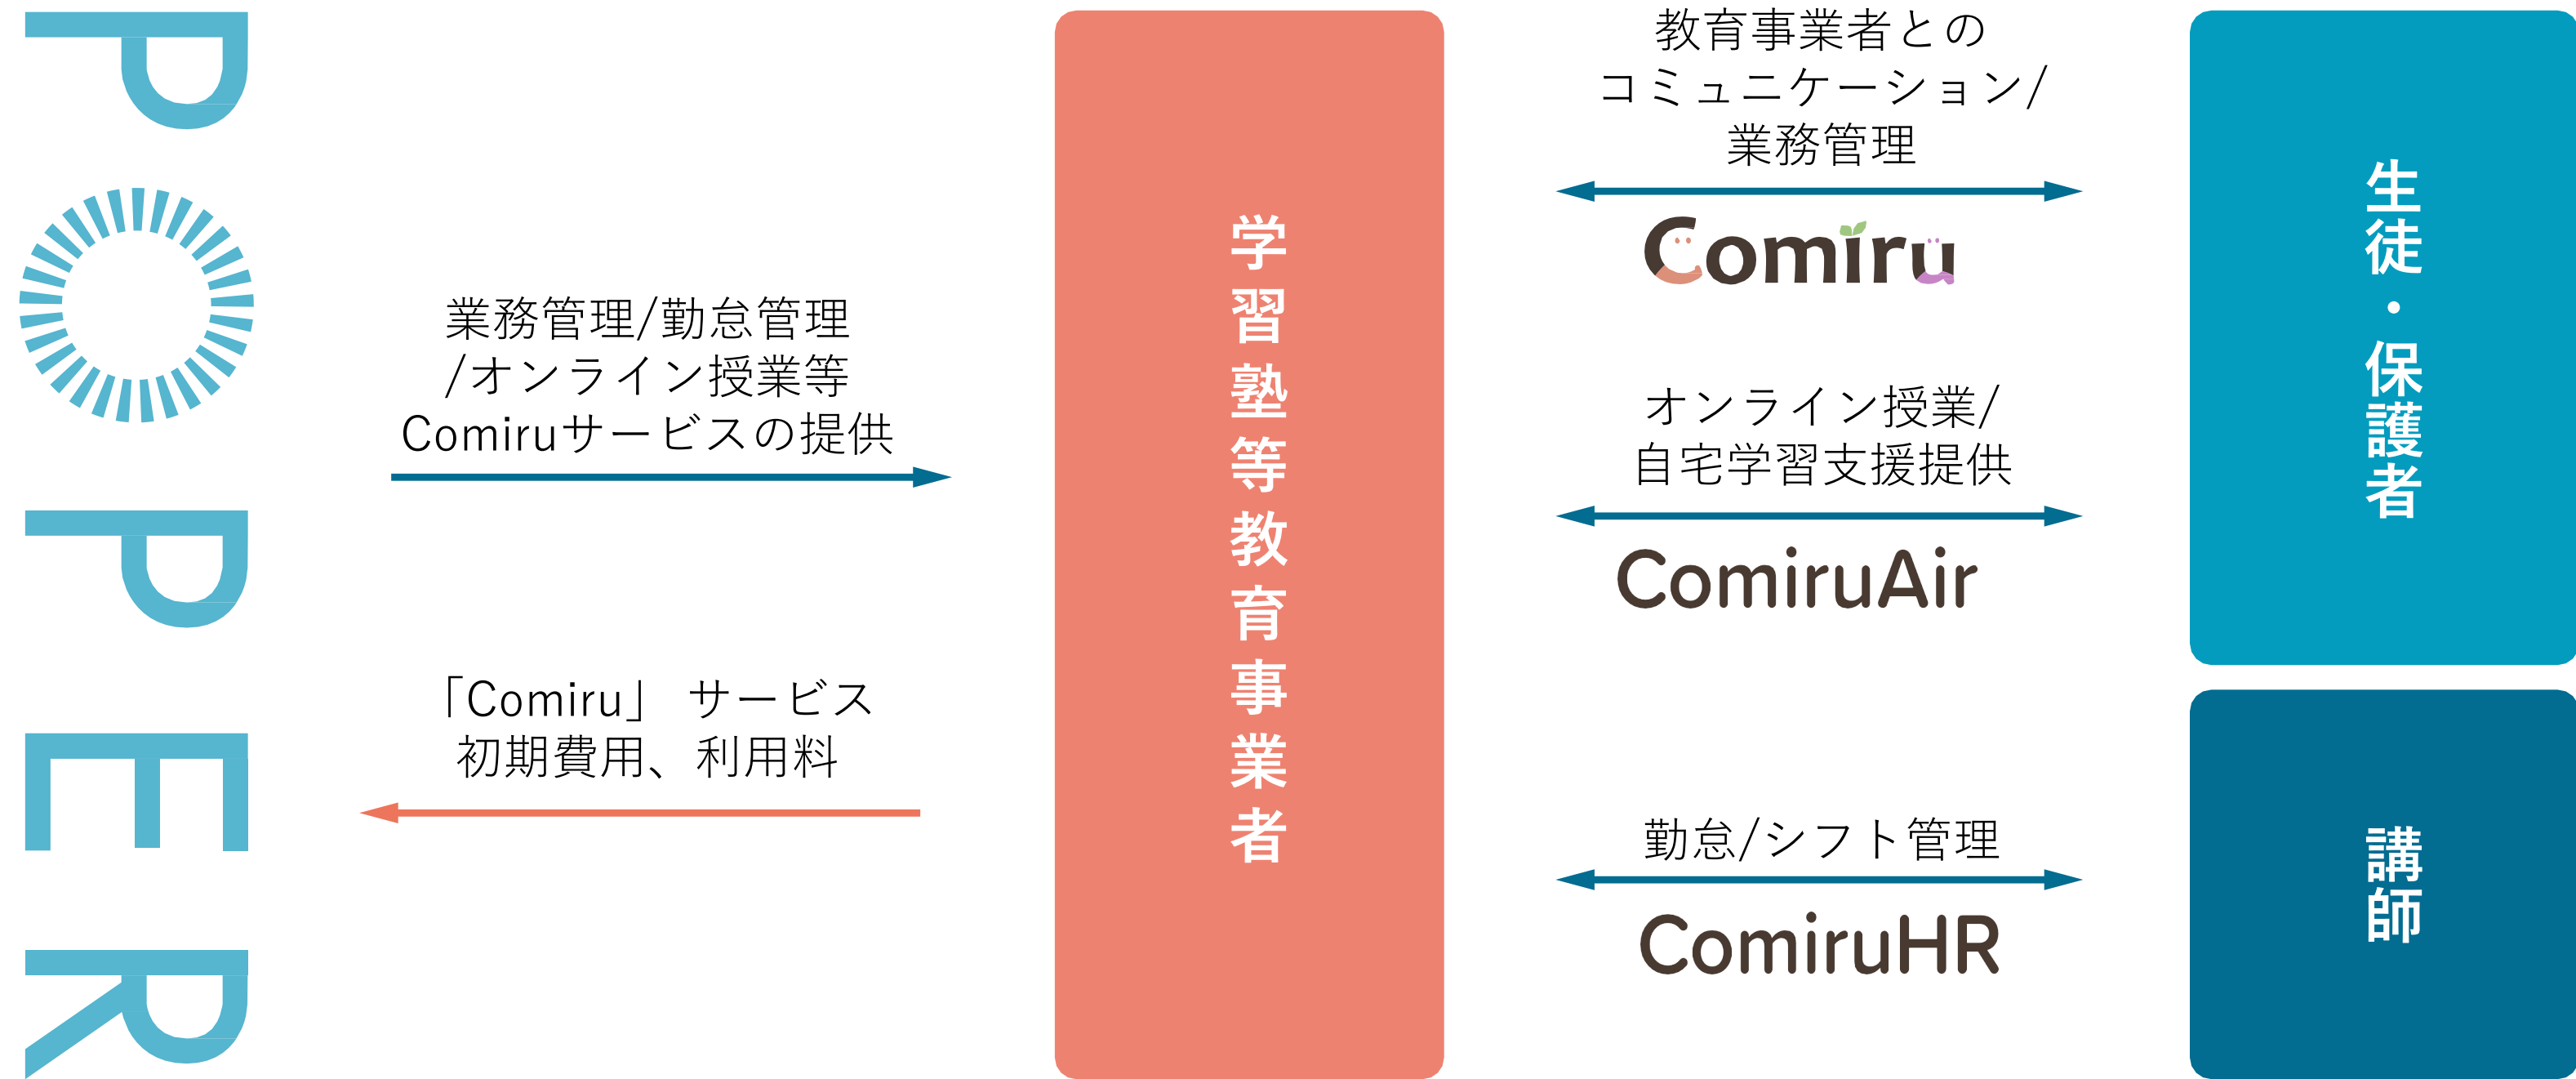 POPPER
業務管理/勤怠管理
/オンライン授業等
Comiruサービスの提供
「Comiru」 サービス
初期費用、利用料
学習塾等教育事業者
教育事業者との
コミュニケーション/
業務管理
Comiru
オンライン授業/
自宅学習支援提供
ComiruAir
勤怠/シフト管理
ComiruHR
生徒・保護者
講師